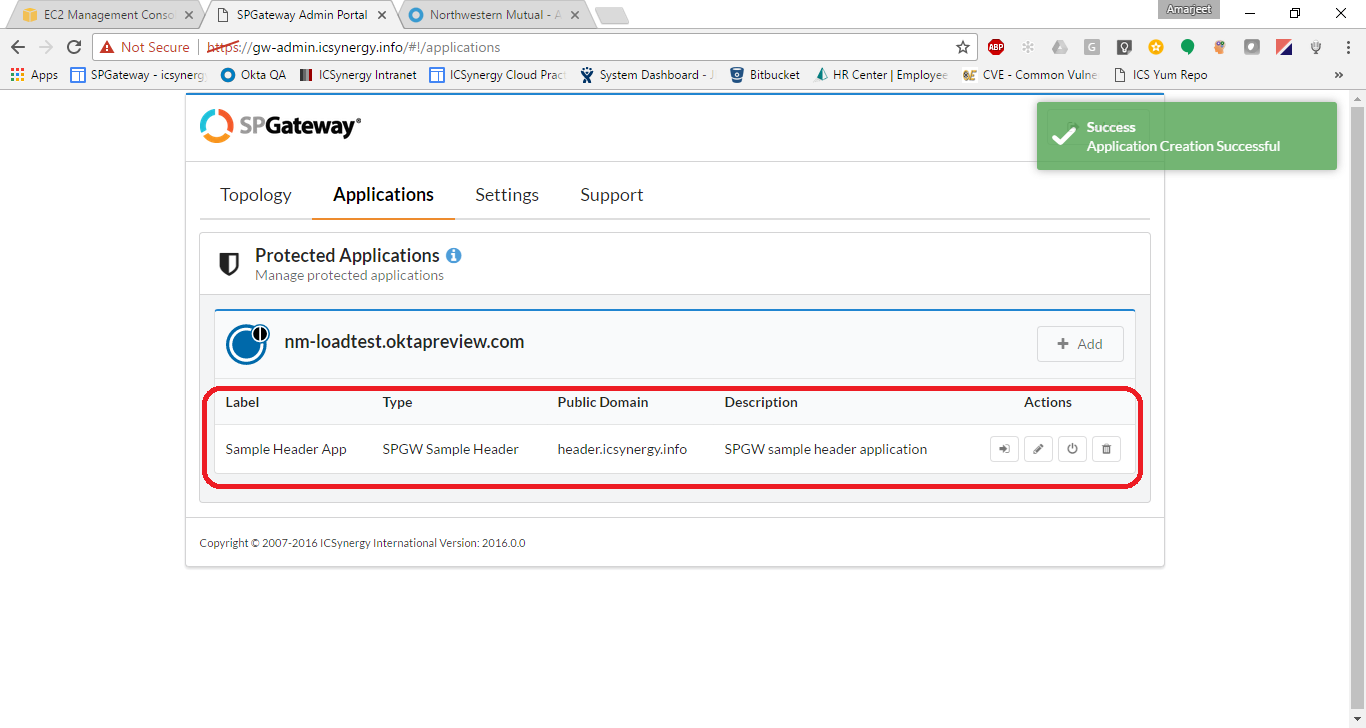 Amarjeet
EC2 Management Conso
SPGateway Admin Portal
Northwestern Mutual - A
Not Secure https://gw-admin.icsynergy.info/#!/applications
ABP
G
Apps SPGateway - icsynerg Okta QA ICSynergy Intranet ICSynergy Cloud Prac System Dashboard - J Bitbucket HR Center | Employee CVE - Common Vulne ICS Yum Repo »
SPGateway®
Success
Application Creation Successful
Topology Applications Settings Support
Protected Applications
Manage protected applications
nm-loadtest.oktapreview.com
Add
Label Type Public Domain Description Actions
Sample Header App SPGW Sample Header header.icsynergy.info SPGW sample header application
Copyright © 2007-2016 ICSynergy International Version: 2016.0.0